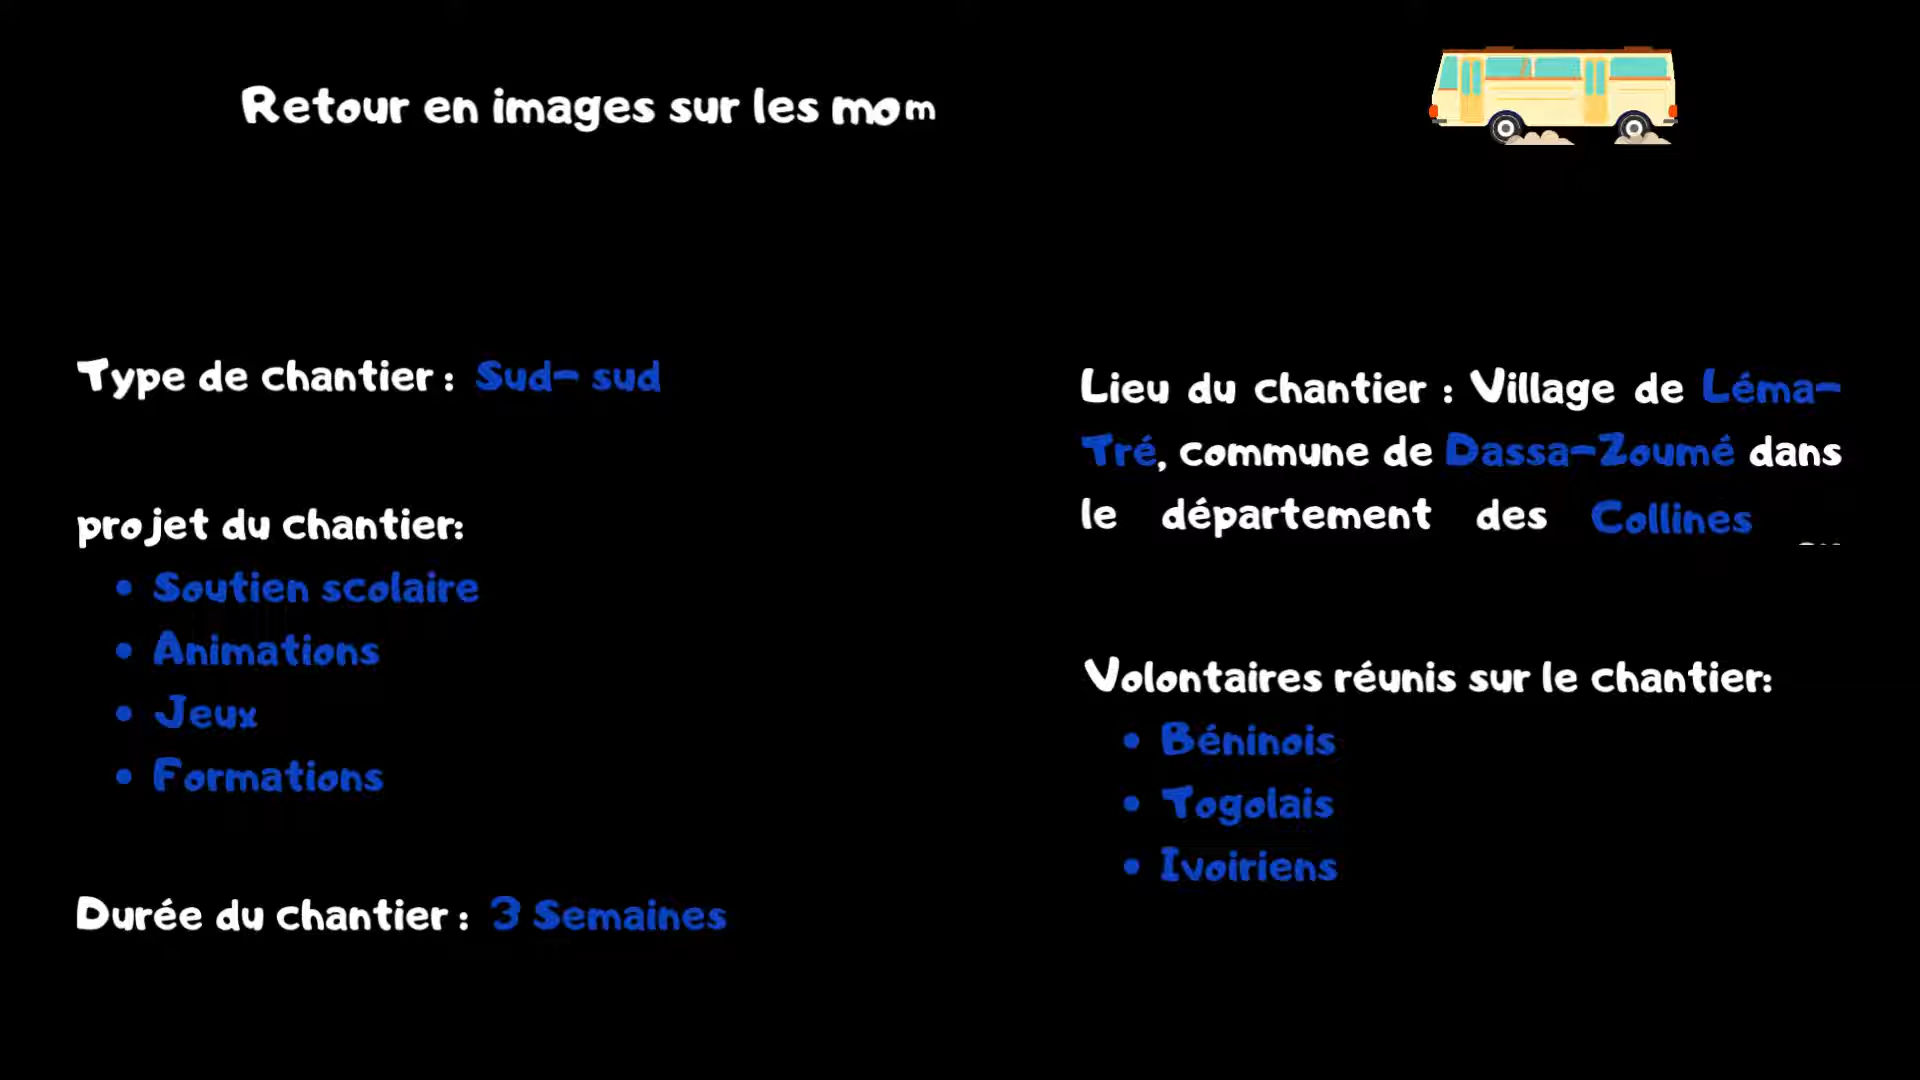 Retour en images sur les mom
Type de chantier : Sud- sud
projet du chantier:
• Soutien scolaire
• Animations
• Jeux
• Formations
Durée du chantier : 3 Semaines
Lieu du chantier : Village de Léma-
Tré, commune de Dassa-Zoumé dans
le département des Collines
Volontaires réunis sur le chantier:
• Béninois
• Togolais
• Ivoiriens